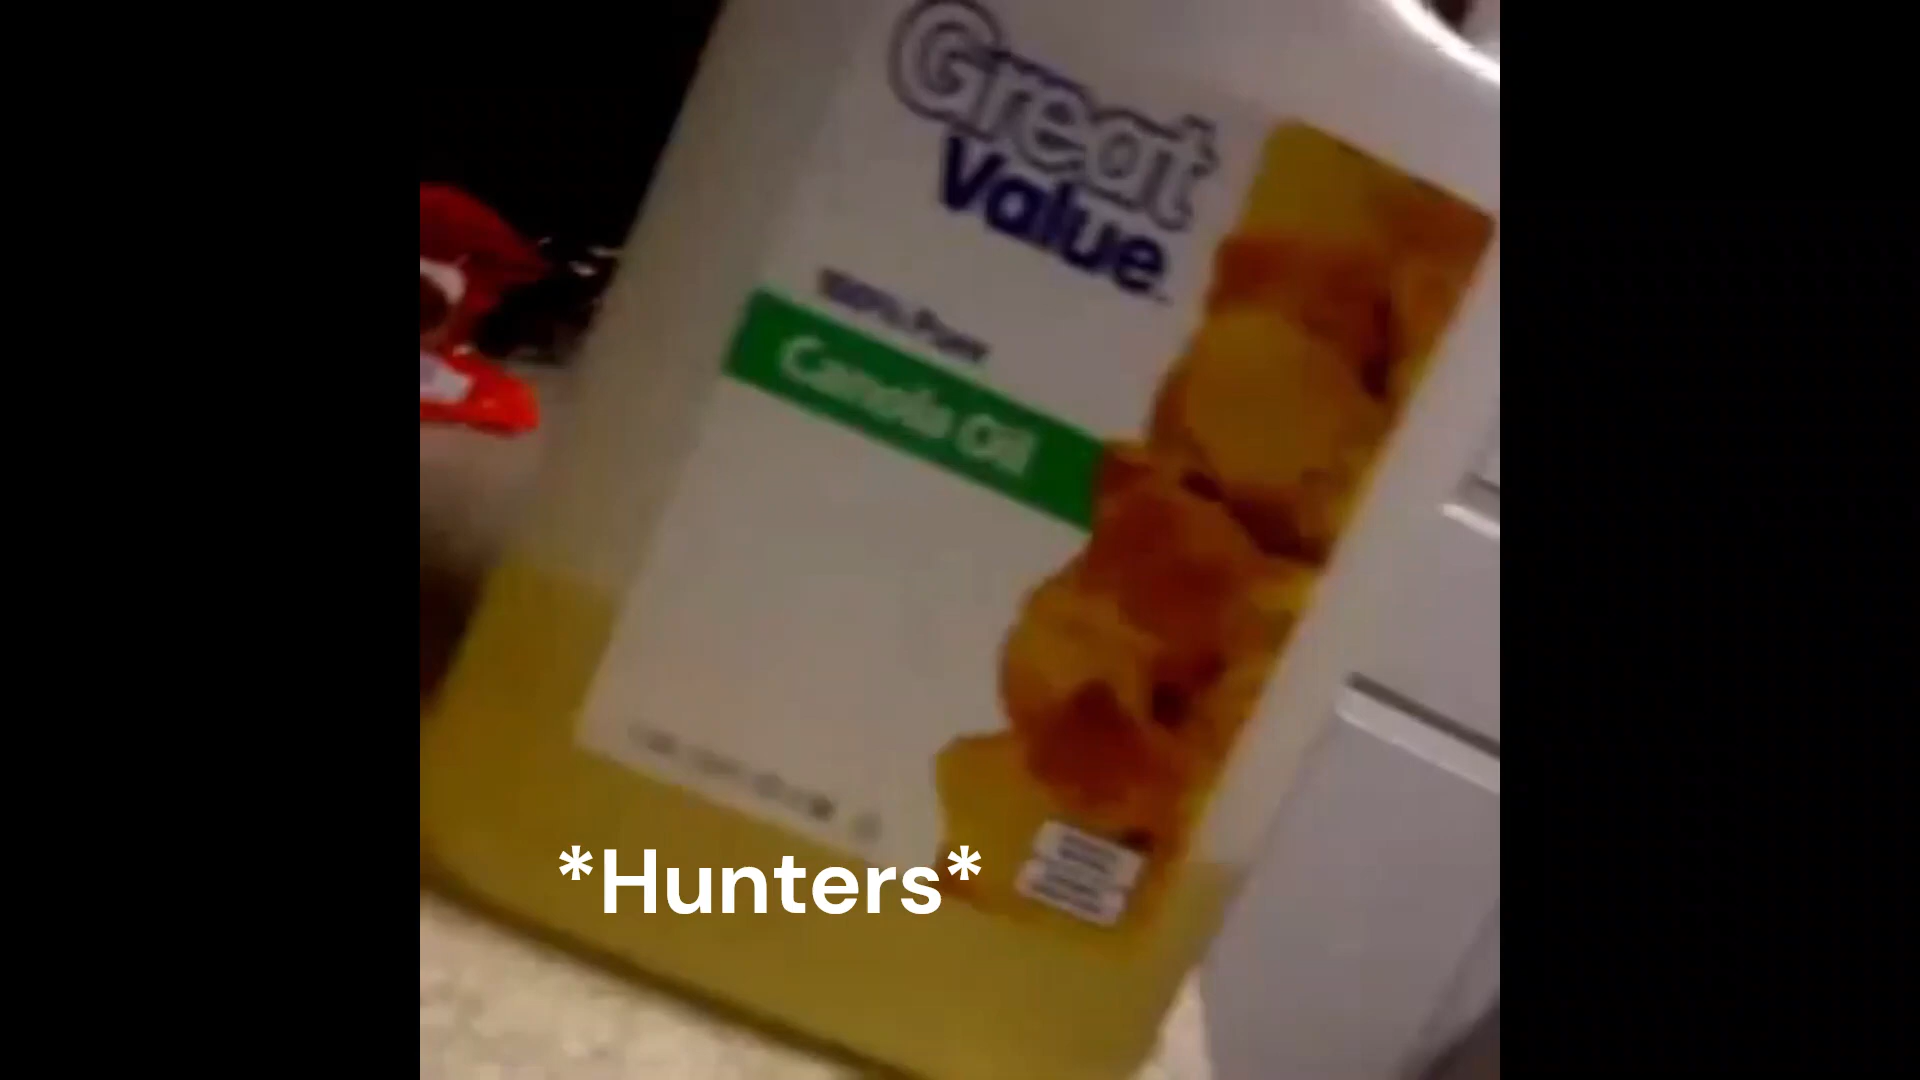 Great
Value
100% Pure
Canola Oil
*Hunters*